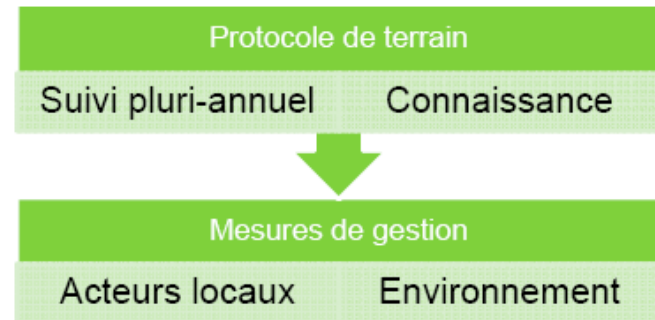 Protocole de terrain
Suivi pluri-annuel Connaissance
Mesures de gestion
Acteurs locaux Environnement